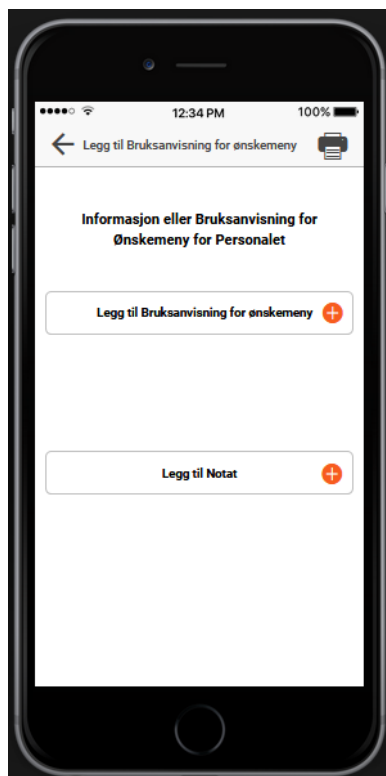 12:34 PM 100%
Legg til Bruksanvisning for ønskemeny
Informasjon eller Bruksanvisning for
Ønskemeny for Personalet
Legg til Bruksanvisning for ønskemeny
Legg til Notat